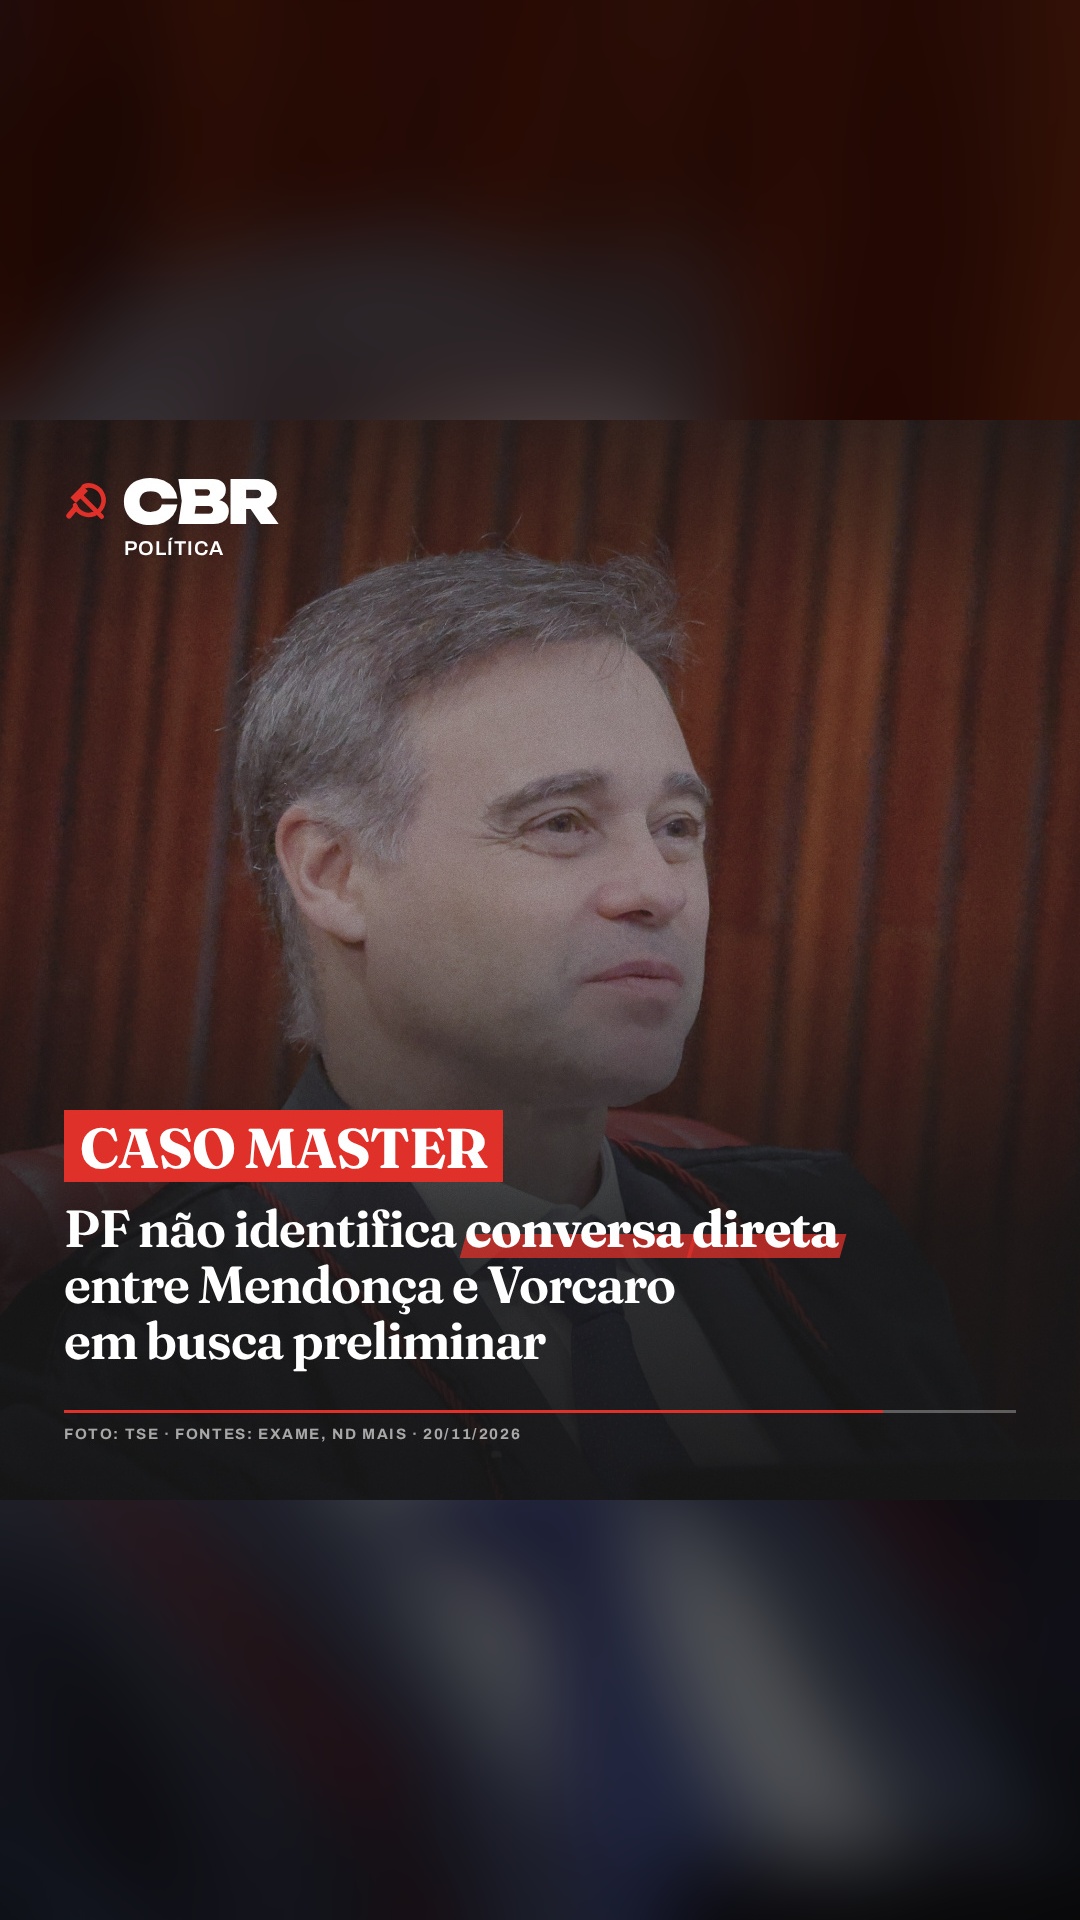 CBR
POLÍTICA
CASO MASTER
PF não identifica conversa direta
entre Mendonça e Vorcaro
em busca preliminar
FOTO: TSE · FONTES: EXAME, ND MAIS · 20/11/2026